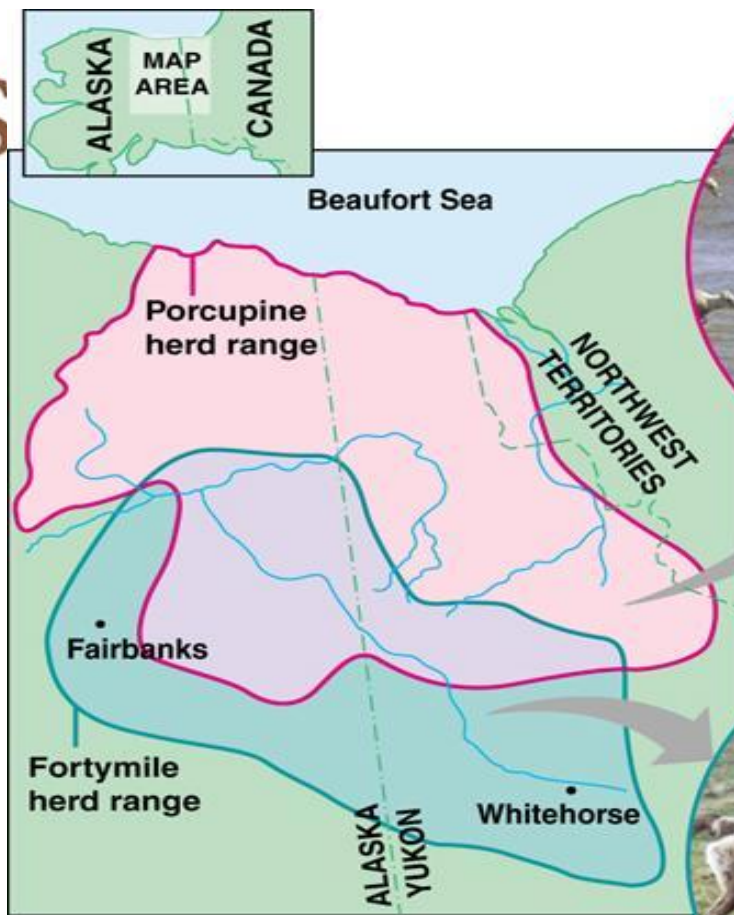 ALASKA
MAP
AREA
CANADA
S
Beaufort Sea
Porcupine
herd range
NORTHWEST
TERRITORIES
Fairbanks
Fortymile
herd range
Whitehorse
ALASKA
YUKON